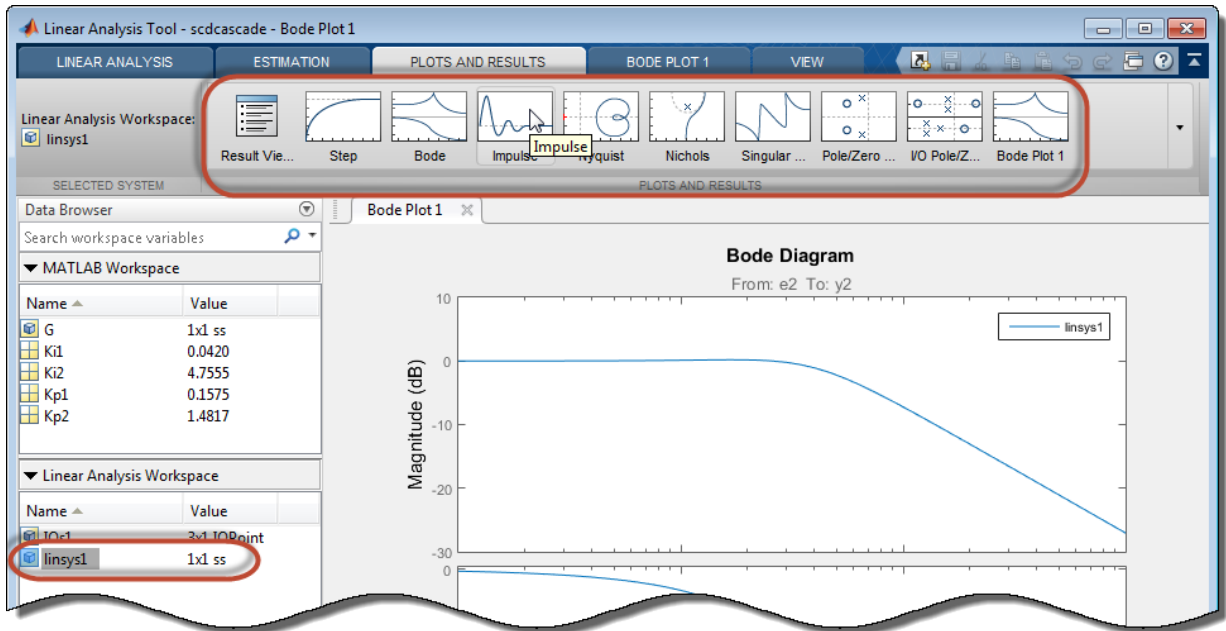 Linear Analysis Tool - scdcascade - Bode Plot 1
LINEAR ANALYSIS ESTIMATION PLOTS AND RESULTS BODE PLOT 1 VIEW
Linear Analysis Workspace:
linsys1
Result Vie... Step Bode Impulse Nyquist Nichols Singular ... Pole/Zero ... I/O Pole/Z... Bode Plot 1
Impulse
SELECTED SYSTEM PLOTS AND RESULTS
Data Browser
Search workspace variables
MATLAB Workspace
Name Value
G 1x1 ss
Ki1 0.0420
Ki2 4.7555
Kp1 0.1575
Kp2 1.4817
Linear Analysis Workspace
Name Value
IOs1 3x1 IOPoint
linsys1 1x1 ss
Bode Plot 1
Bode Diagram
From: e2 To: y2
linsys1
Magnitude (dB)
10
0
-10
-20
-30
0